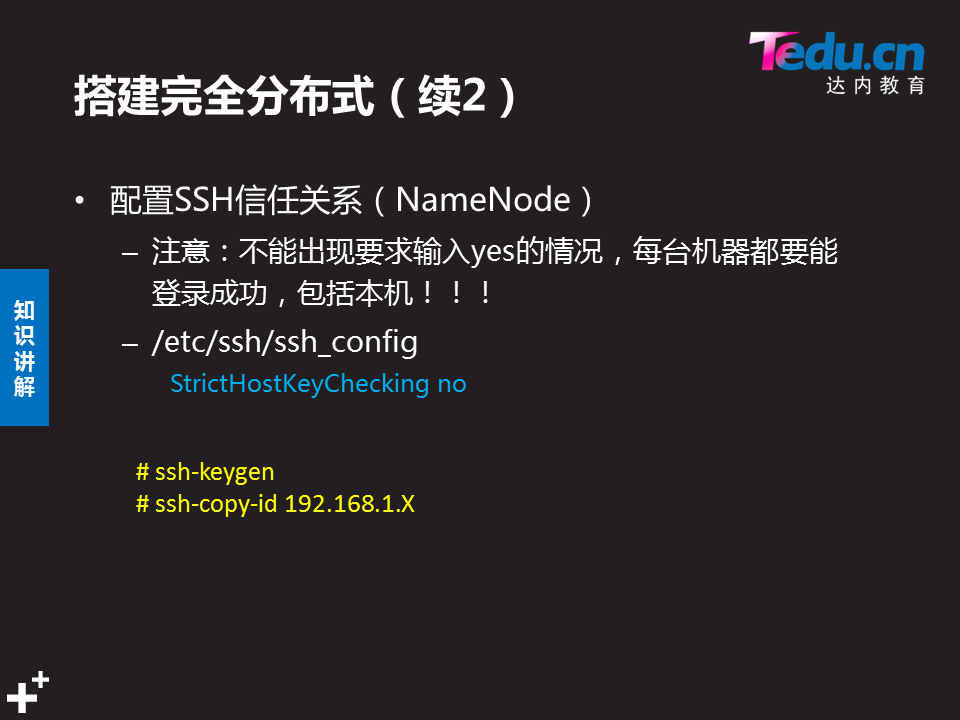 Tedu.cn
达内教育
搭建完全分布式（续2）
• 配置SSH信任关系（NameNode）
– 注意：不能出现要求输入yes的情况，每台机器都要能
登录成功，包括本机！！！
– /etc/ssh/ssh_config
StrictHostKeyChecking no
知识讲解
# ssh-keygen
# ssh-copy-id 192.168.1.X